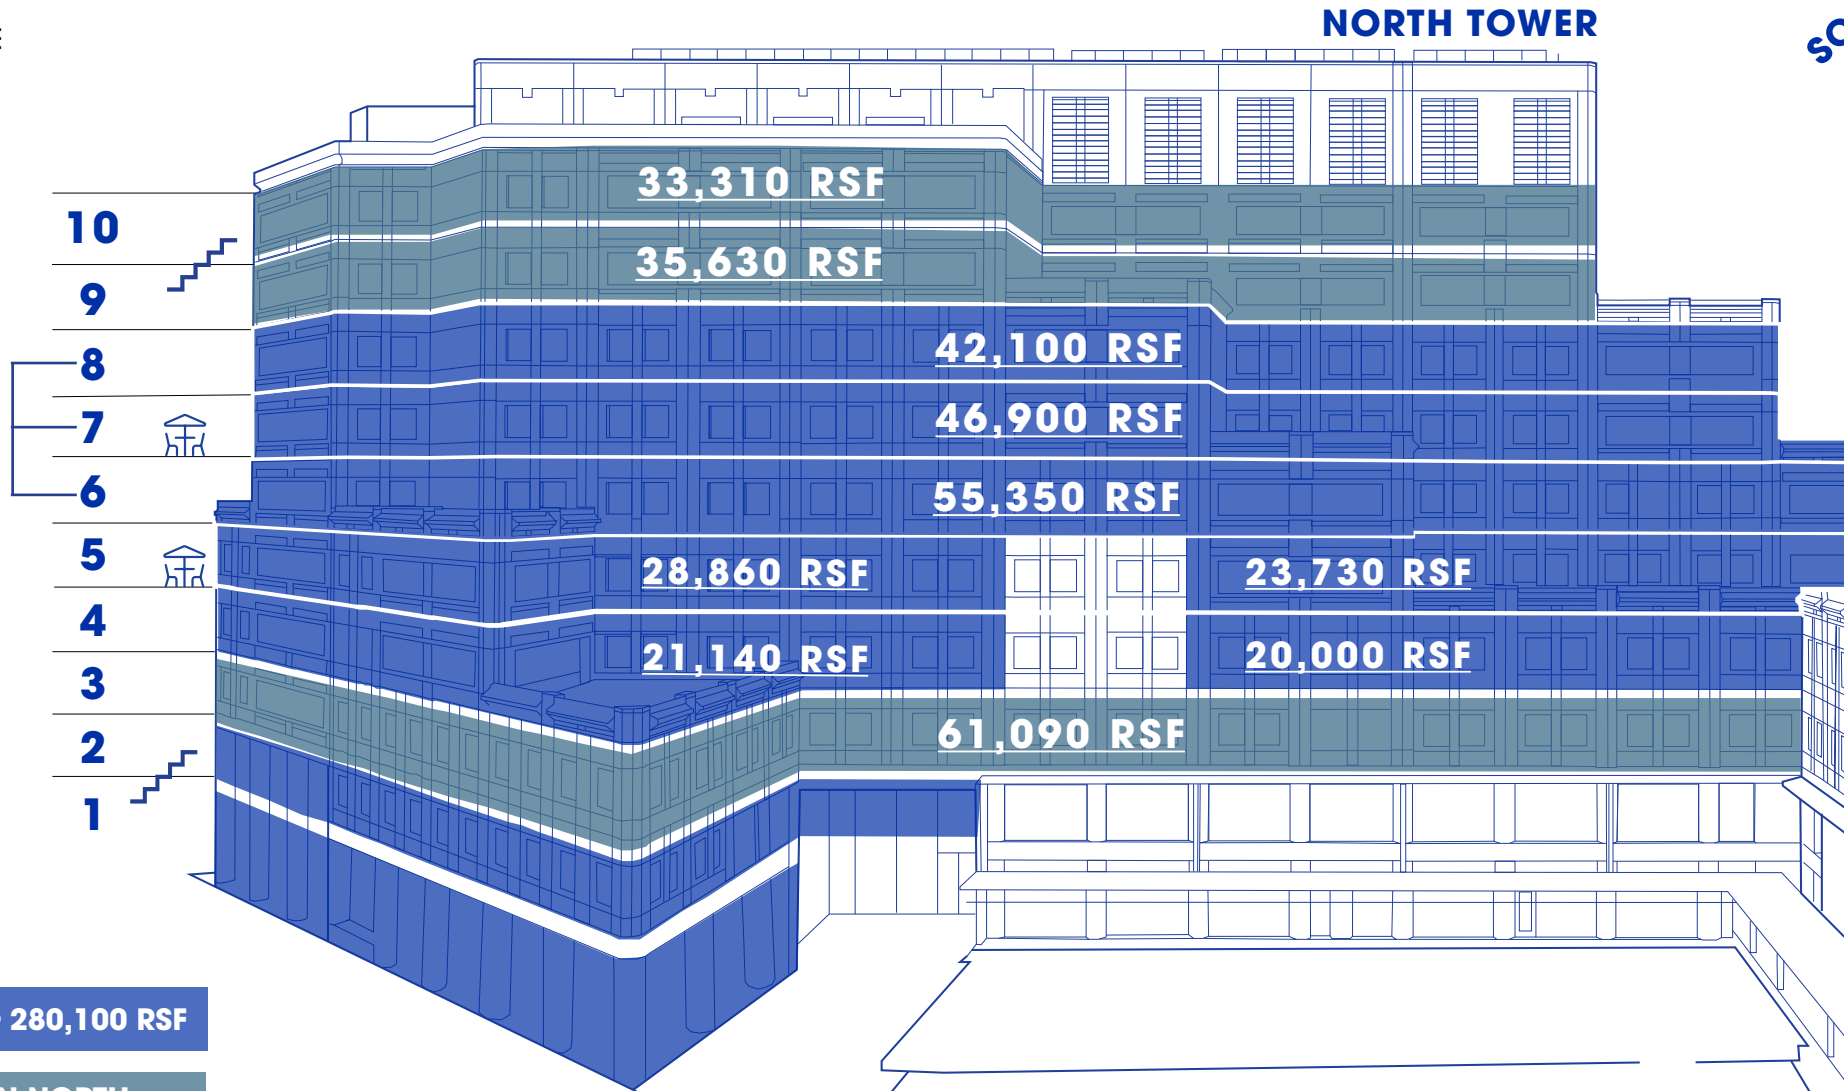 NORTH TOWER
33,310 RSF
10
35,630 RSF
9
42,100 RSF
8
46,900 RSF
7
55,350 RSF
6
28,860 RSF
23,730 RSF
5
21,140 RSF
20,000 RSF
4
3
61,090 RSF
2
1
280,100 RSF
NORTH